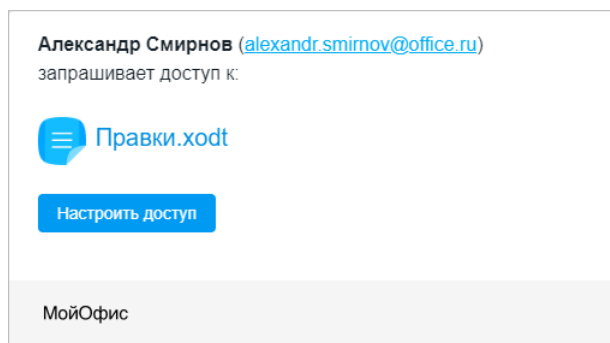 Александр Смирнов (alexandr.smirnov@office.ru)
запрашивает доступ к:
Правки.xodt
Настроить доступ
МойОфис